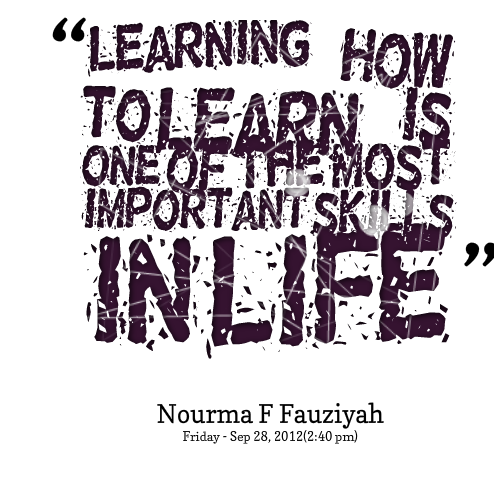 “ LEARNING HOW
TO LEARN IS
ONE OF THE MOST
IMPORTANT SKILLS
IN LIFE ”
Nourma F Fauziyah
Friday - Sep 28, 2012(2:40 pm)